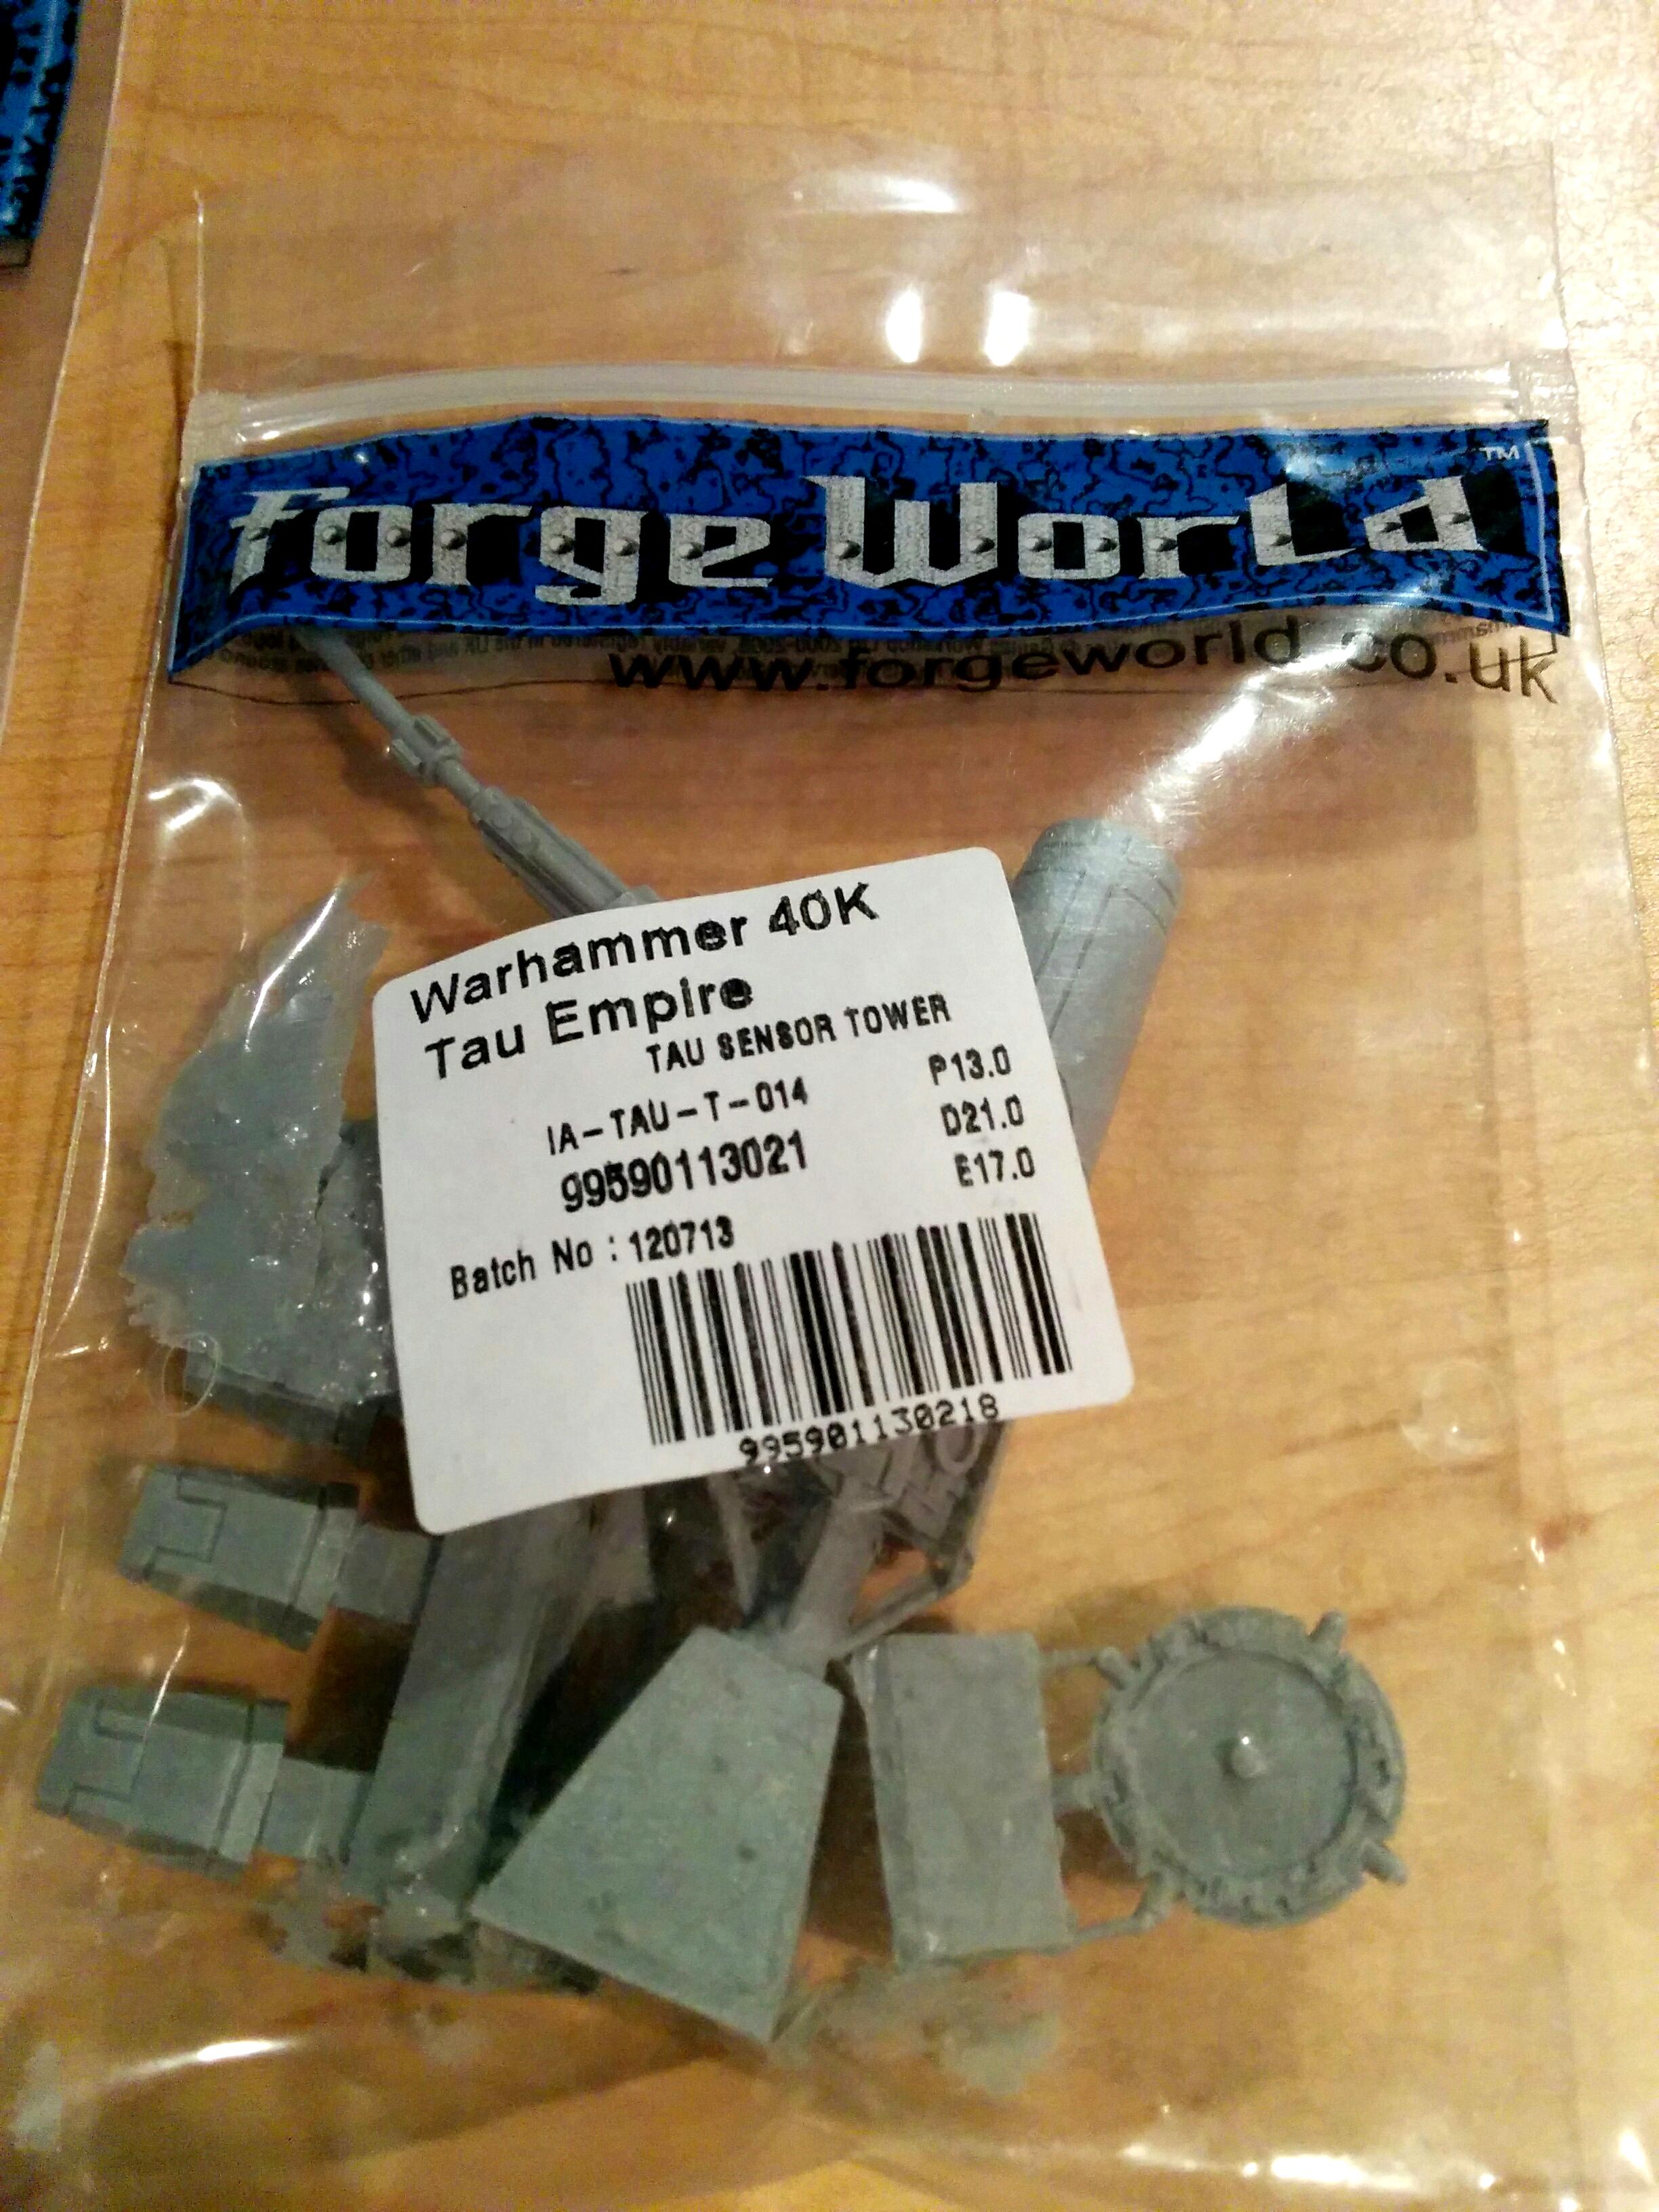 Forge World™
www.forgeworld.co.uk
Warhammer 40K
Tau Empire
TAU SENSOR TOWER
IA-TAU-T-014 P13.0
99590113021 D21.0
E17.0
Batch No : 120713
995901130218